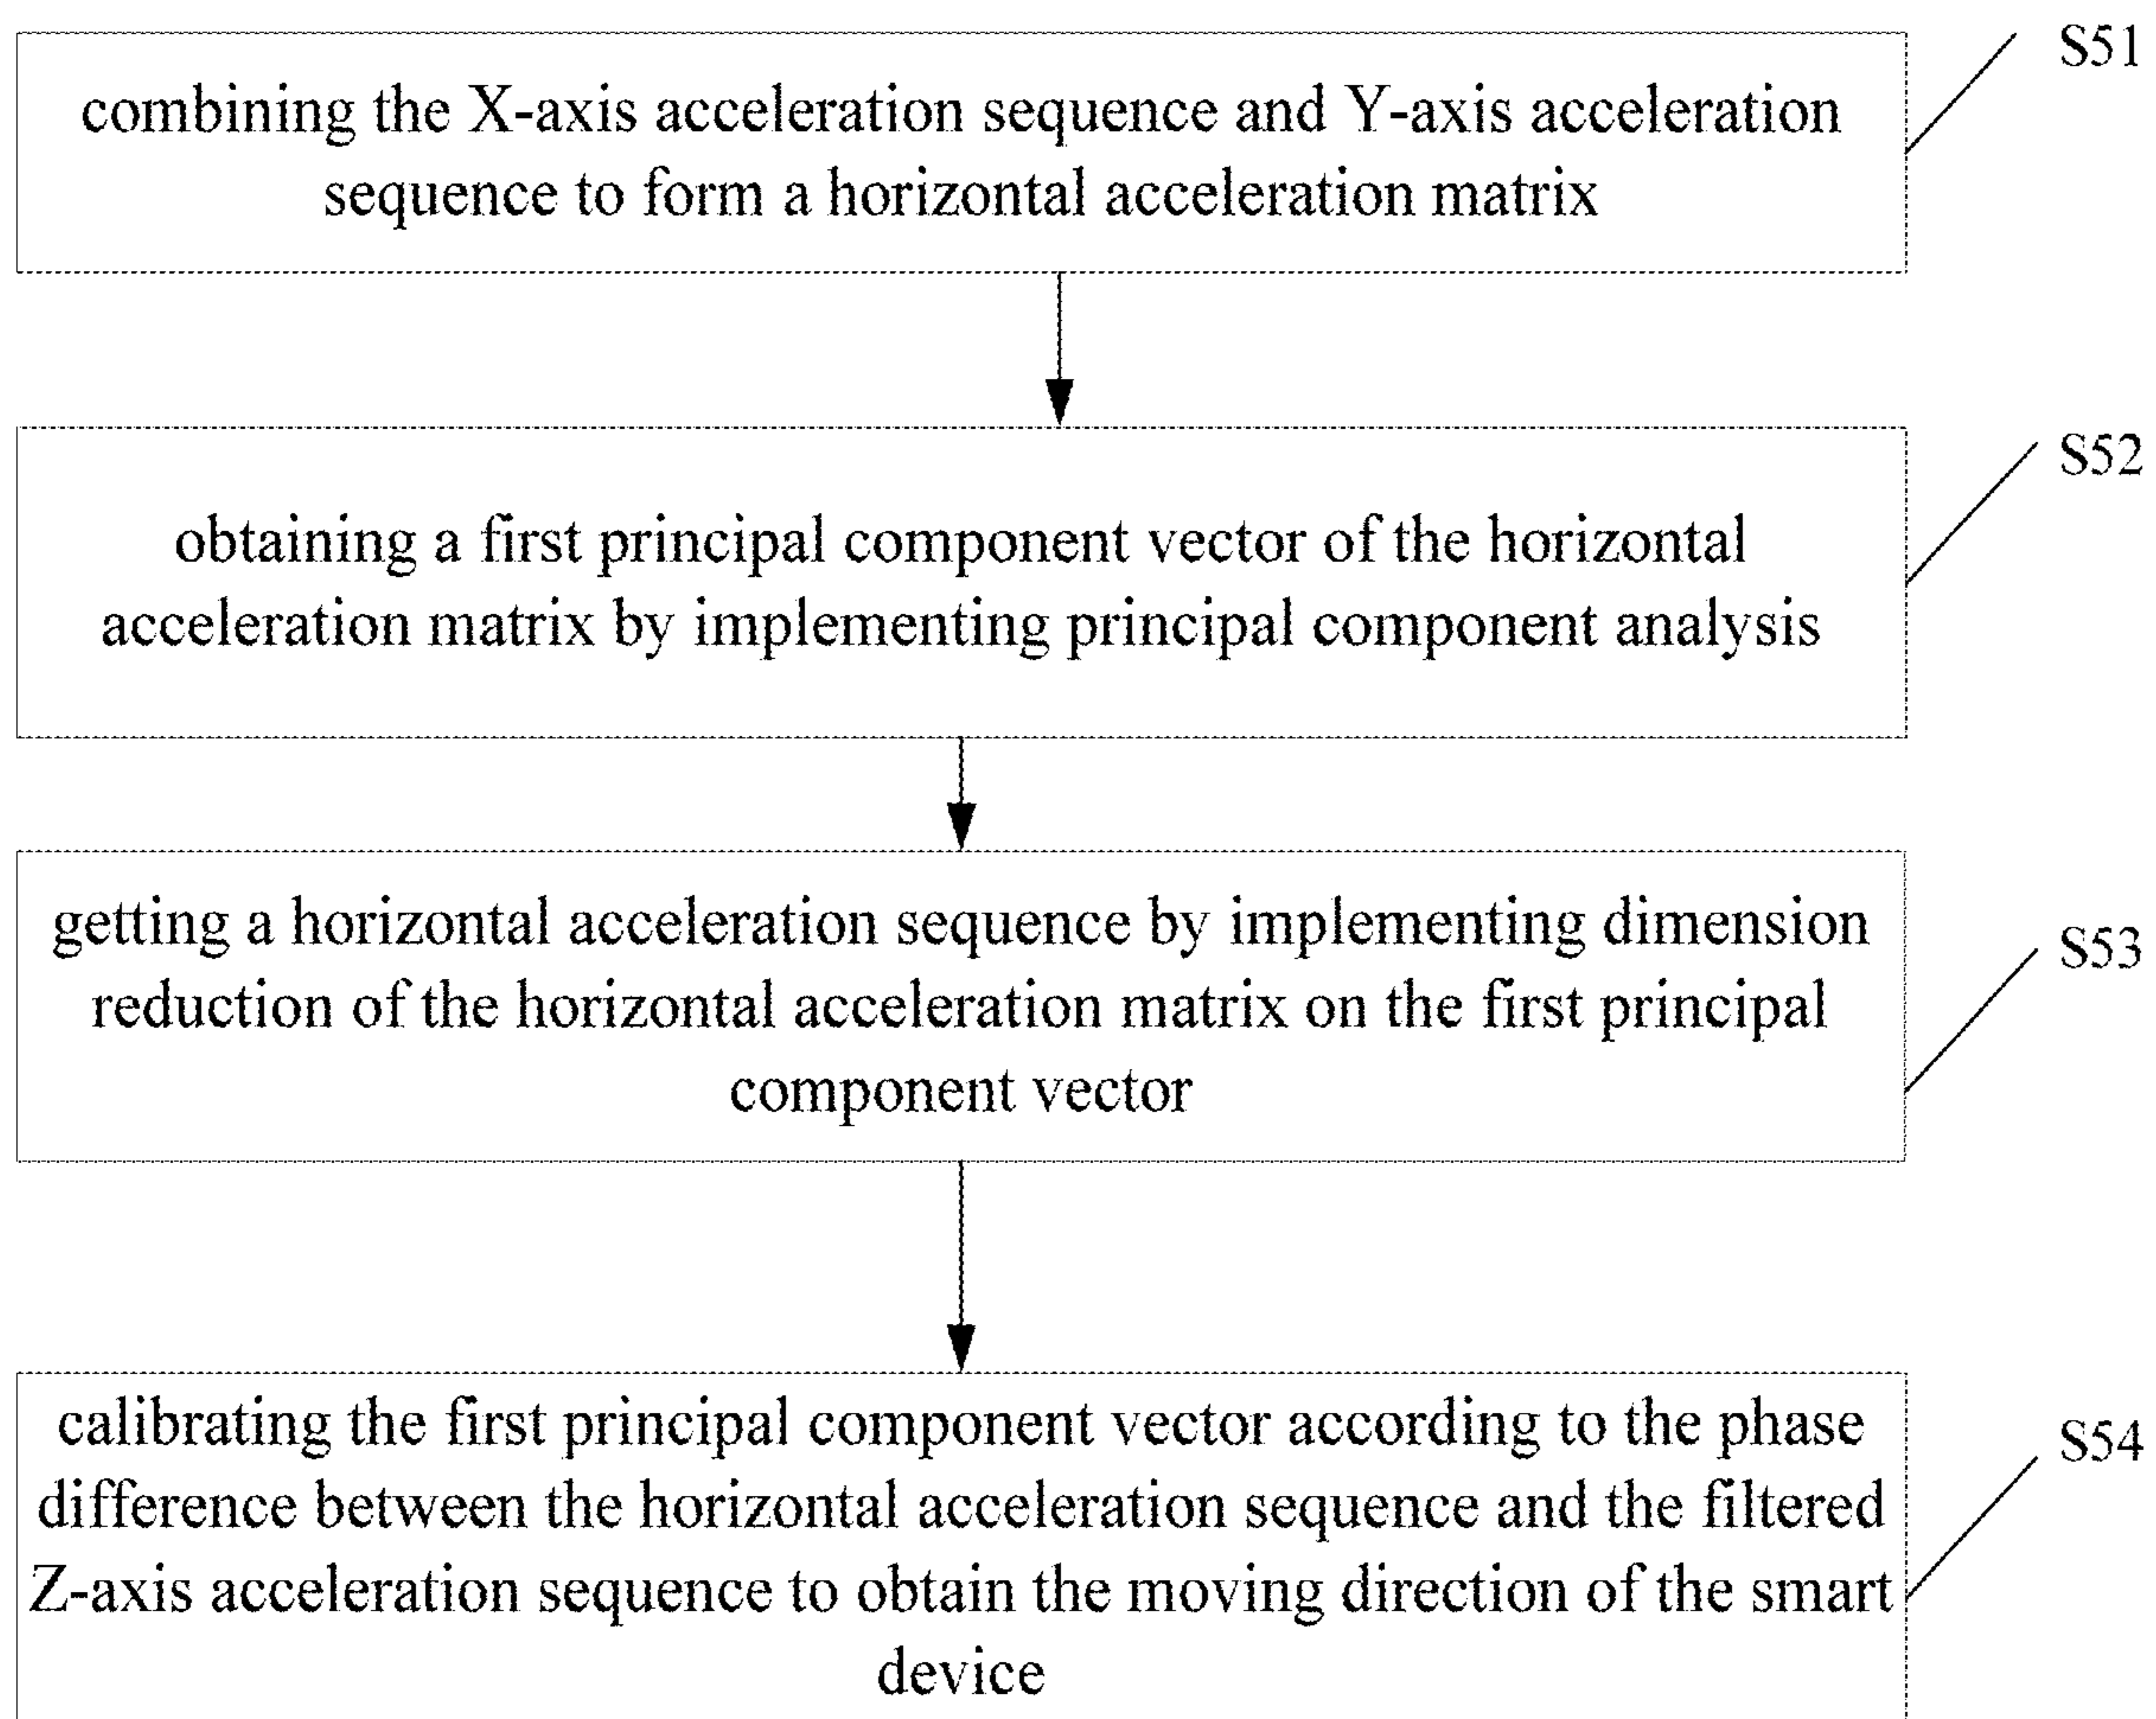 S51
combining the X-axis acceleration sequence and Y-axis acceleration
sequence to form a horizontal acceleration matrix
S52
obtaining a first principal component vector of the horizontal
acceleration matrix by implementing principal component analysis
getting a horizontal acceleration sequence by implementing dimension
S53
reduction of the horizontal acceleration matrix on the first principal
component vector
calibrating the first principal component vector according to the phase
S54
difference between the horizontal acceleration sequence and the filtered
Z-axis acceleration sequence to obtain the moving direction of the smart
device